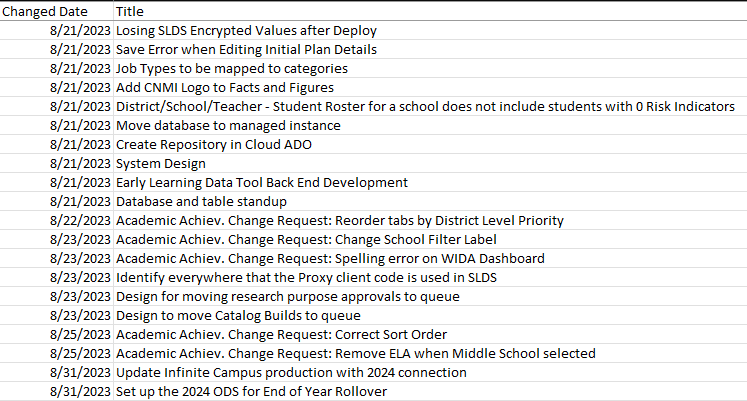 Changed Date Title
8/21/2023 Losing SLDS Encrypted Values after Deploy
8/21/2023 Save Error when Editing Initial Plan Details
8/21/2023 Job Types to be mapped to categories
8/21/2023 Add CNMI Logo to Facts and Figures
8/21/2023 District/School/Teacher - Student Roster for a school does not include students with 0 Risk Indicators
8/21/2023 Move database to managed instance
8/21/2023 Create Repository in Cloud ADO
8/21/2023 System Design
8/21/2023 Early Learning Data Tool Back End Development
8/21/2023 Database and table standup
8/22/2023 Academic Achiev. Change Request: Reorder tabs by District Level Priority
8/23/2023 Academic Achiev. Change Request: Change School Filter Label
8/23/2023 Academic Achiev. Change Request: Spelling error on WIDA Dashboard
8/23/2023 Identify everywhere that the Proxy client code is used in SLDS
8/23/2023 Design for moving research purpose approvals to queue
8/23/2023 Design to move Catalog Builds to queue
8/25/2023 Academic Achiev. Change Request: Correct Sort Order
8/25/2023 Academic Achiev. Change Request: Remove ELA when Middle School selected
8/31/2023 Update Infinite Campus production with 2024 connection
8/31/2023 Set up the 2024 ODS for End of Year Rollover